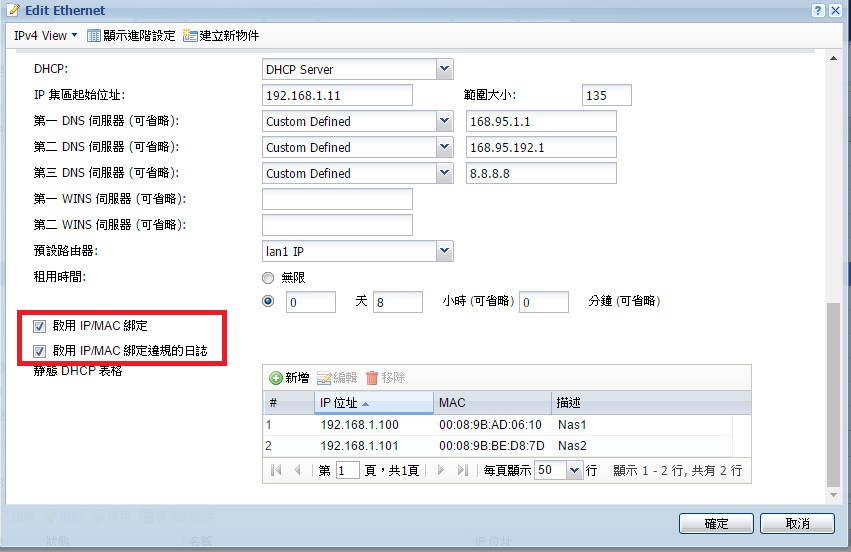 Edit Ethernet
IPv4 View 顯示進階設定 建立新物件
DHCP: DHCP Server
IP 集區起始位址: 192.168.1.11 範圍大小: 135
第一 DNS 伺服器 (可省略): Custom Defined 168.95.1.1
第二 DNS 伺服器 (可省略): Custom Defined 168.95.192.1
第三 DNS 伺服器 (可省略): Custom Defined 8.8.8.8
第一 WINS 伺服器 (可省略):
第二 WINS 伺服器 (可省略):
預設路由器: lan1 IP
租用時間: 無限
0 天 8 小時 (可省略) 0 分鐘 (可省略)
啟用 IP/MAC 綁定
啟用 IP/MAC 綁定違規的日誌
靜態 DHCP 表格
新增 編輯 移除
# IP 位址 MAC 描述
1 192.168.1.100 00:08:9B:AD:06:10 Nas1
2 192.168.1.101 00:08:9B:BE:D8:7D Nas2
第 1 頁，共1頁 每頁顯示 50 行 顯示 1 - 2 行, 共有 2 行
確定 取消
狀態 名稱 IP 位址